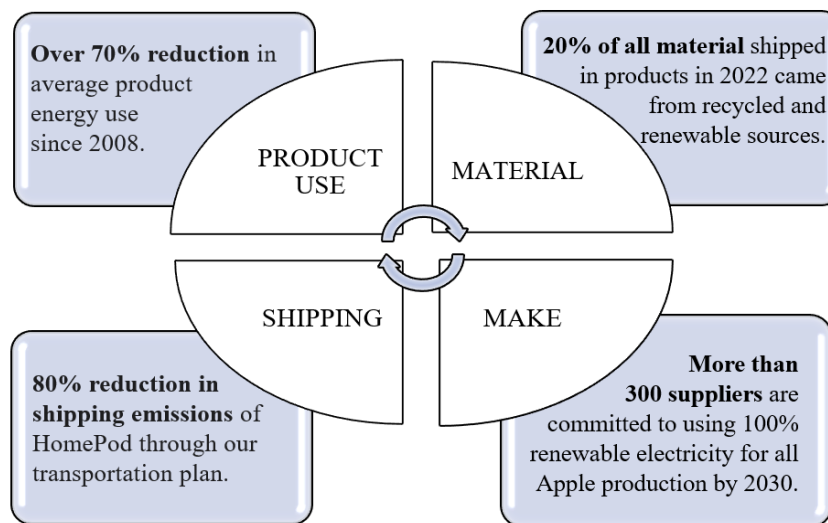 Over 70% reduction in
average product
energy use
since 2008.
PRODUCT
USE
20% of all material shipped
in products in 2022 came
from recycled and
renewable sources.
MATERIAL
SHIPPING
80% reduction in
shipping emissions of
HomePod through our
transportation plan.
MAKE
More than
300 suppliers are
committed to using 100%
renewable electricity for all
Apple production by 2030.